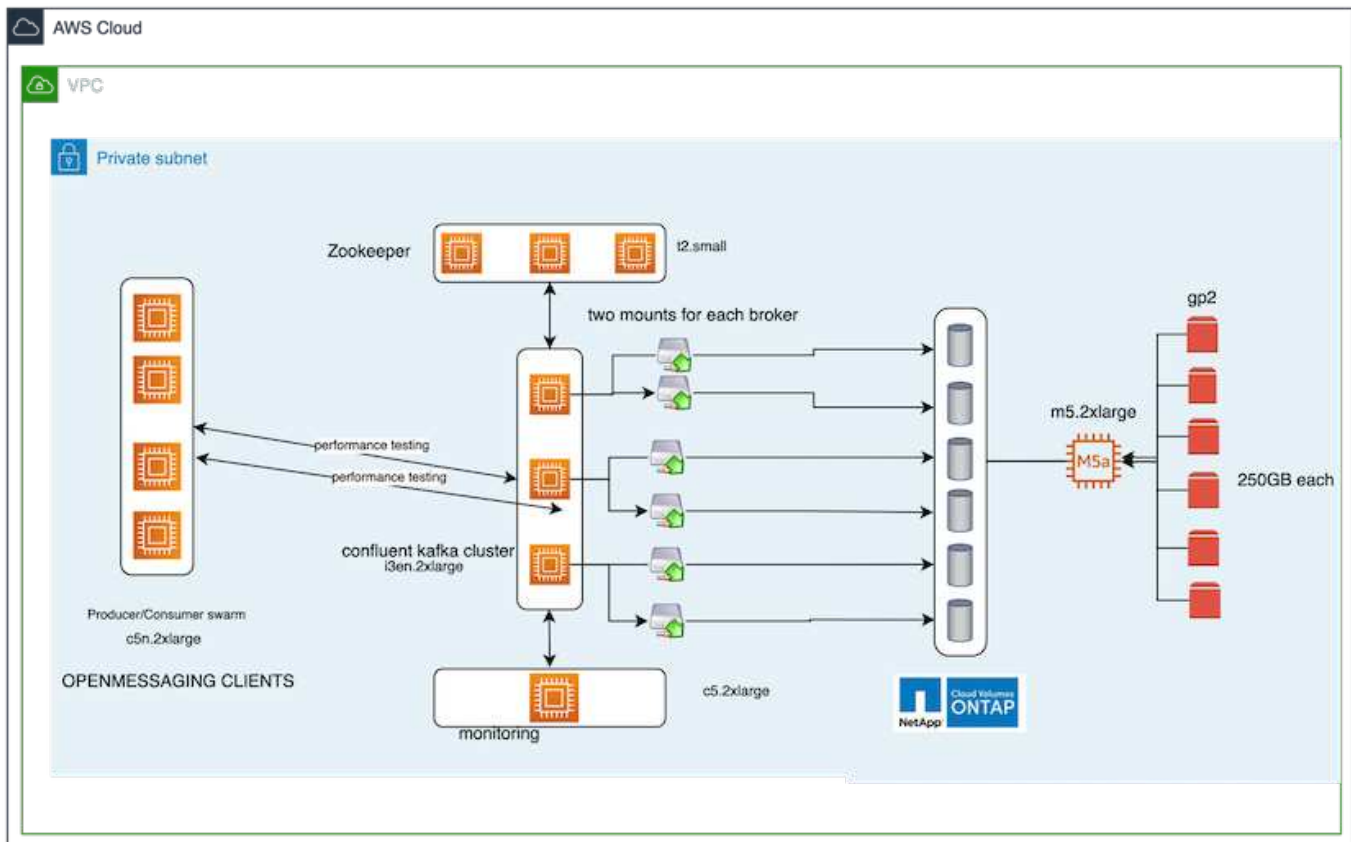 AWS Cloud
VPC
Private subnet
Zookeeper
t2.small
two mounts for each broker
gp2
m5.2xlarge
M5a
250GB each
performance testing
performance testing
confluent kafka cluster
i3en.2xlarge
Producer/Consumer swarm
c5n.2xlarge
OPENMESSAGING CLIENTS
c5.2xlarge
monitoring
NetApp
Cloud Volumes
ONTAP